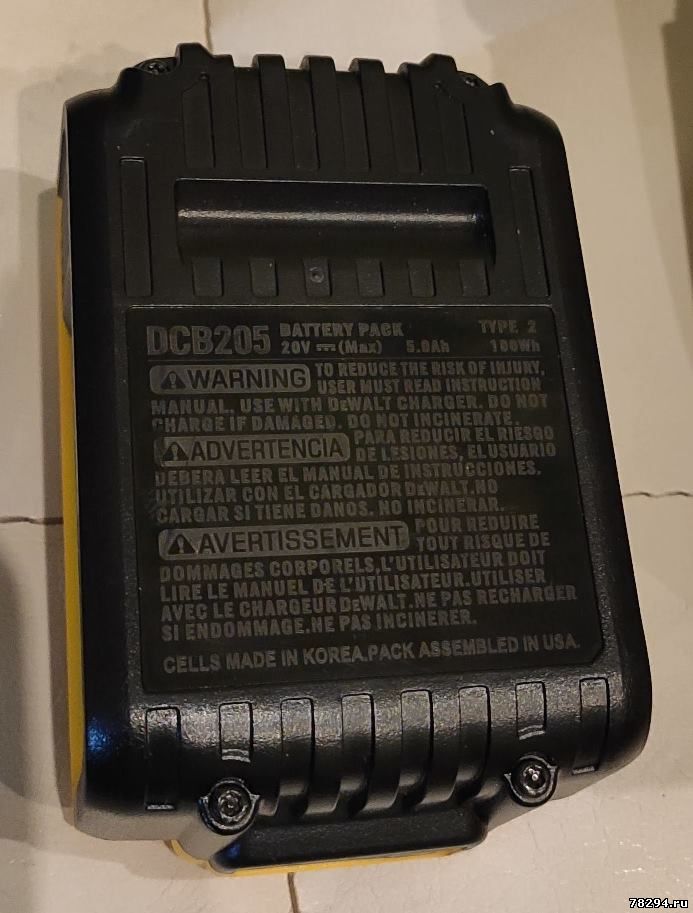 DCB205 BATTERY PACK TYPE 2
20V ⎓ (Max) 5.0Ah 100Wh
WARNING TO REDUCE THE RISK OF INJURY,
USER MUST READ INSTRUCTION
MANUAL. USE WITH DeWALT CHARGER. DO NOT
CHARGE IF DAMAGED. DO NOT INCINERATE.
ADVERTENCIA PARA REDUCIR EL RIESGO
DE LESIONES, ELUSUARIO
DEBERA LEER EL MANUAL DE INSTRUCCIONES.
UTILIZAR CON EL CARGADOR DeWALT.NO
CARGAR SI TIENE DANOS. NO INCINERAR.
AVERTISSEMENT POUR REDUIRE
TOUT RISQUE DE
DOMMAGES CORPORELS,L'UTILISATEUR DOIT
LIRE LE MANUEL DE L'UTILISATEUR.UTILISER
AVEC LE CHARGEUR DeWALT.NE PAS RECHARGER
SI ENDOMMAGE.NE PAS INCINERER.
CELLS MADE IN KOREA.PACK ASSEMBLED IN USA.
78294.ru